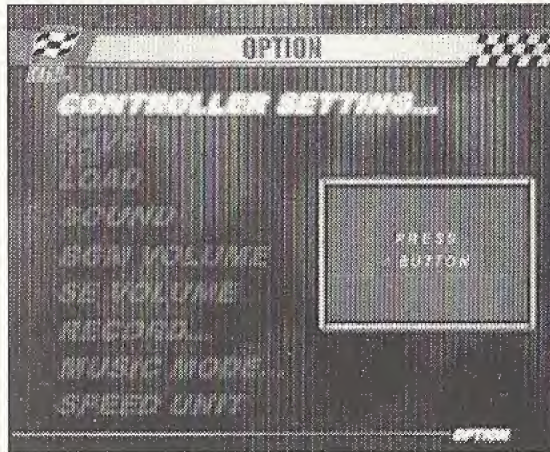 OPTION
CONTROLLER SETTING...
SAVE
LOAD
SOUND
BGM VOLUME
SE VOLUME
RECORD...
MUSIC MODE...
SPEED UNIT
PRESS
BUTTON
OPTION